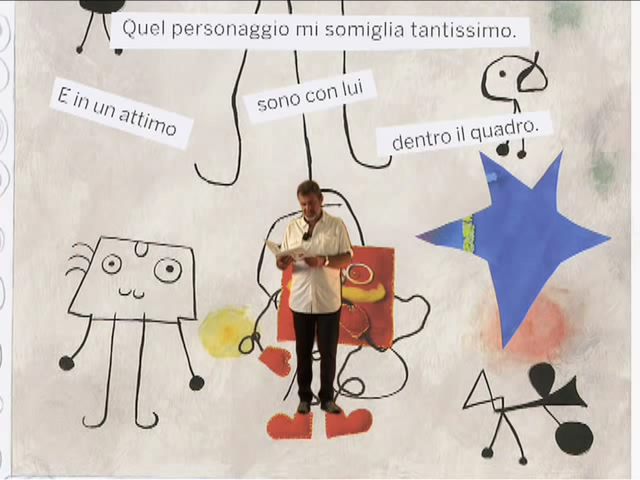 Quel personaggio mi somiglia tantissimo.
E in un attimo
sono con lui
dentro il quadro.